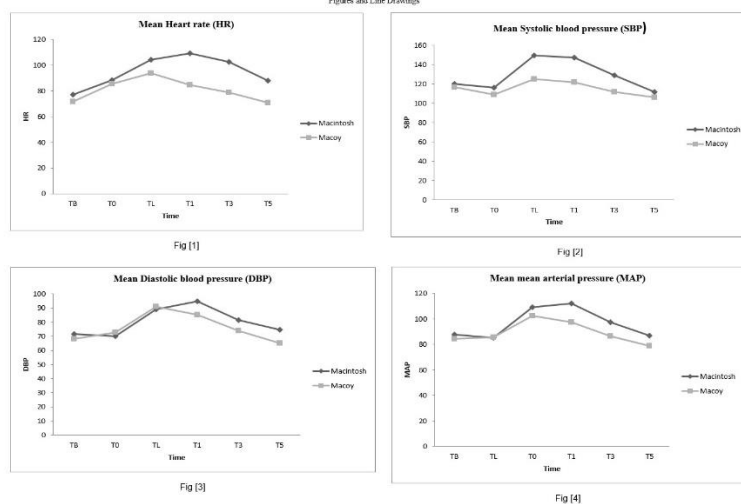 Figures and Line Drawings
Mean Heart rate (HR)
120
100
80
60
40
20
0
HR
TB T0 TL T1 T3 T5
Time
Macintosh
Macoy
Fig [1]
Mean Systolic blood pressure (SBP)
160
140
120
100
80
60
40
20
0
SBP
TB T0 TL T1 T3 T5
Time
Macintosh
Macoy
Fig [2]
Mean Diastolic blood pressure (DBP)
100
90
80
70
60
50
40
30
20
10
0
DBP
TB T0 TL T1 T3 T5
Time
Macintosh
Macoy
Fig [3]
Mean mean arterial pressure (MAP)
120
100
80
60
40
20
0
MAP
TB TL T0 T1 T3 T5
Time
Macintosh
Macoy
Fig [4]